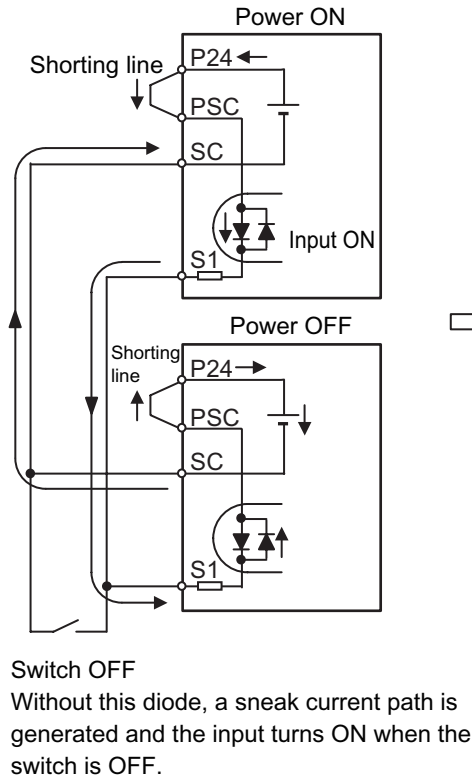 Power ON
Shorting line
P24
PSC
SC
Input ON
S1
Power OFF
Shorting
line
P24
PSC
SC
S1
Switch OFF
Without this diode, a sneak current path is
generated and the input turns ON when the
switch is OFF.